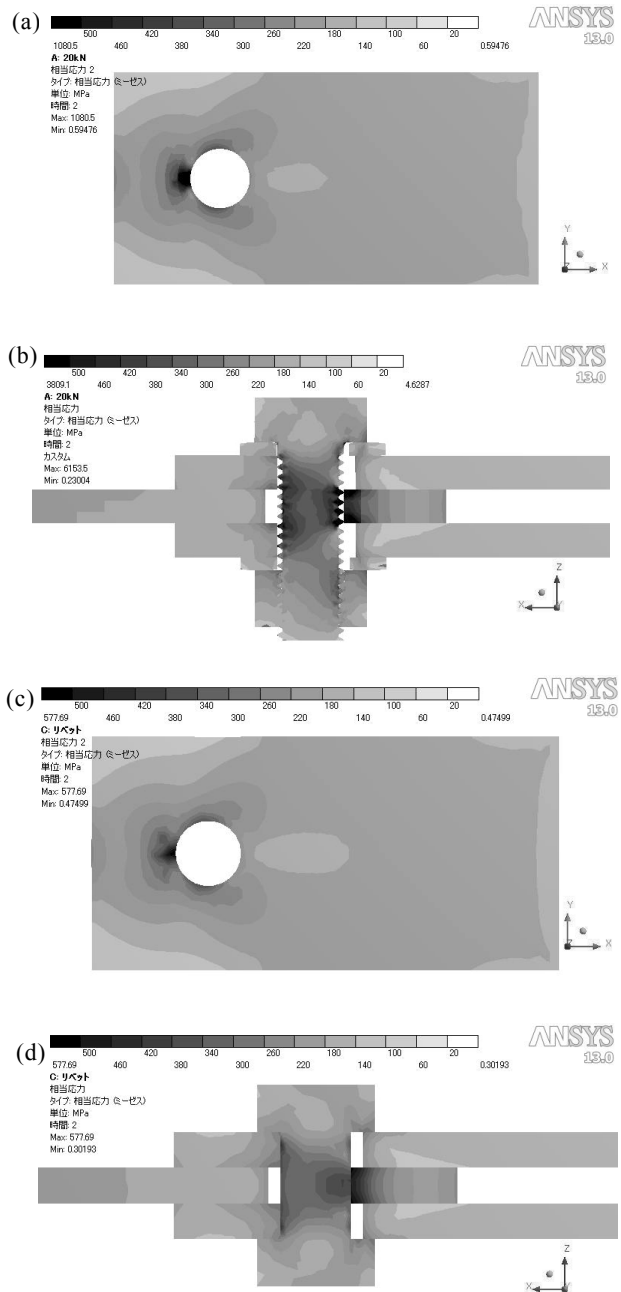 (a)
500 420 340 260 180 100 20
1080.5 460 380 300 220 140 60 0.59476
A: 20kN
相当応力 2
タイプ: 相当応力 (ミーゼス)
単位: MPa
時間: 2
Max: 1080.5
Min: 0.59476
ANSYS
13.0
Y
Z
X
(b)
500 420 340 260 180 100 20
3809.1 460 380 300 220 140 60 4.6287
A: 20kN
相当応力
タイプ: 相当応力 (ミーゼス)
単位: MPa
時間: 2
カスタム
Max: 6153.5
Min: 0.23004
ANSYS
13.0
Z
X
Y
(c)
500 420 340 260 180 100 20
577.69 460 380 300 220 140 60 0.47499
C: リベット
相当応力 2
タイプ: 相当応力 (ミーゼス)
単位: MPa
時間: 2
Max: 577.69
Min: 0.47499
ANSYS
13.0
Y
Z
X
(d)
500 420 340 260 180 100 20
577.69 460 380 300 220 140 60 0.30193
C: リベット
相当応力
タイプ: 相当応力 (ミーゼス)
単位: MPa
時間: 2
Max: 577.69
Min: 0.30193
ANSYS
13.0
Z
X
Y